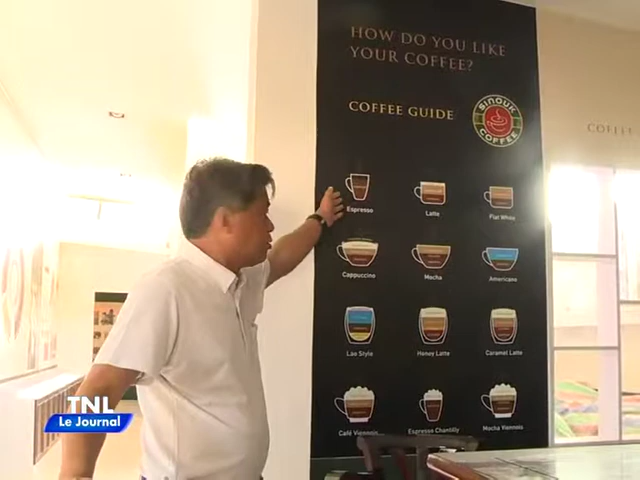 HOW DO YOU LIKE
YOUR COFFEE?
COFFEE GUIDE
SINOUK
COFFEE
COFFEE
Espresso
Latte
Flat White
Cappuccino
Mocha
Americano
Lao Style
Honey Latte
Caramel Latte
Café Viennois
Espresso Chantilly
Mocha Viennois
TNL
Le Journal